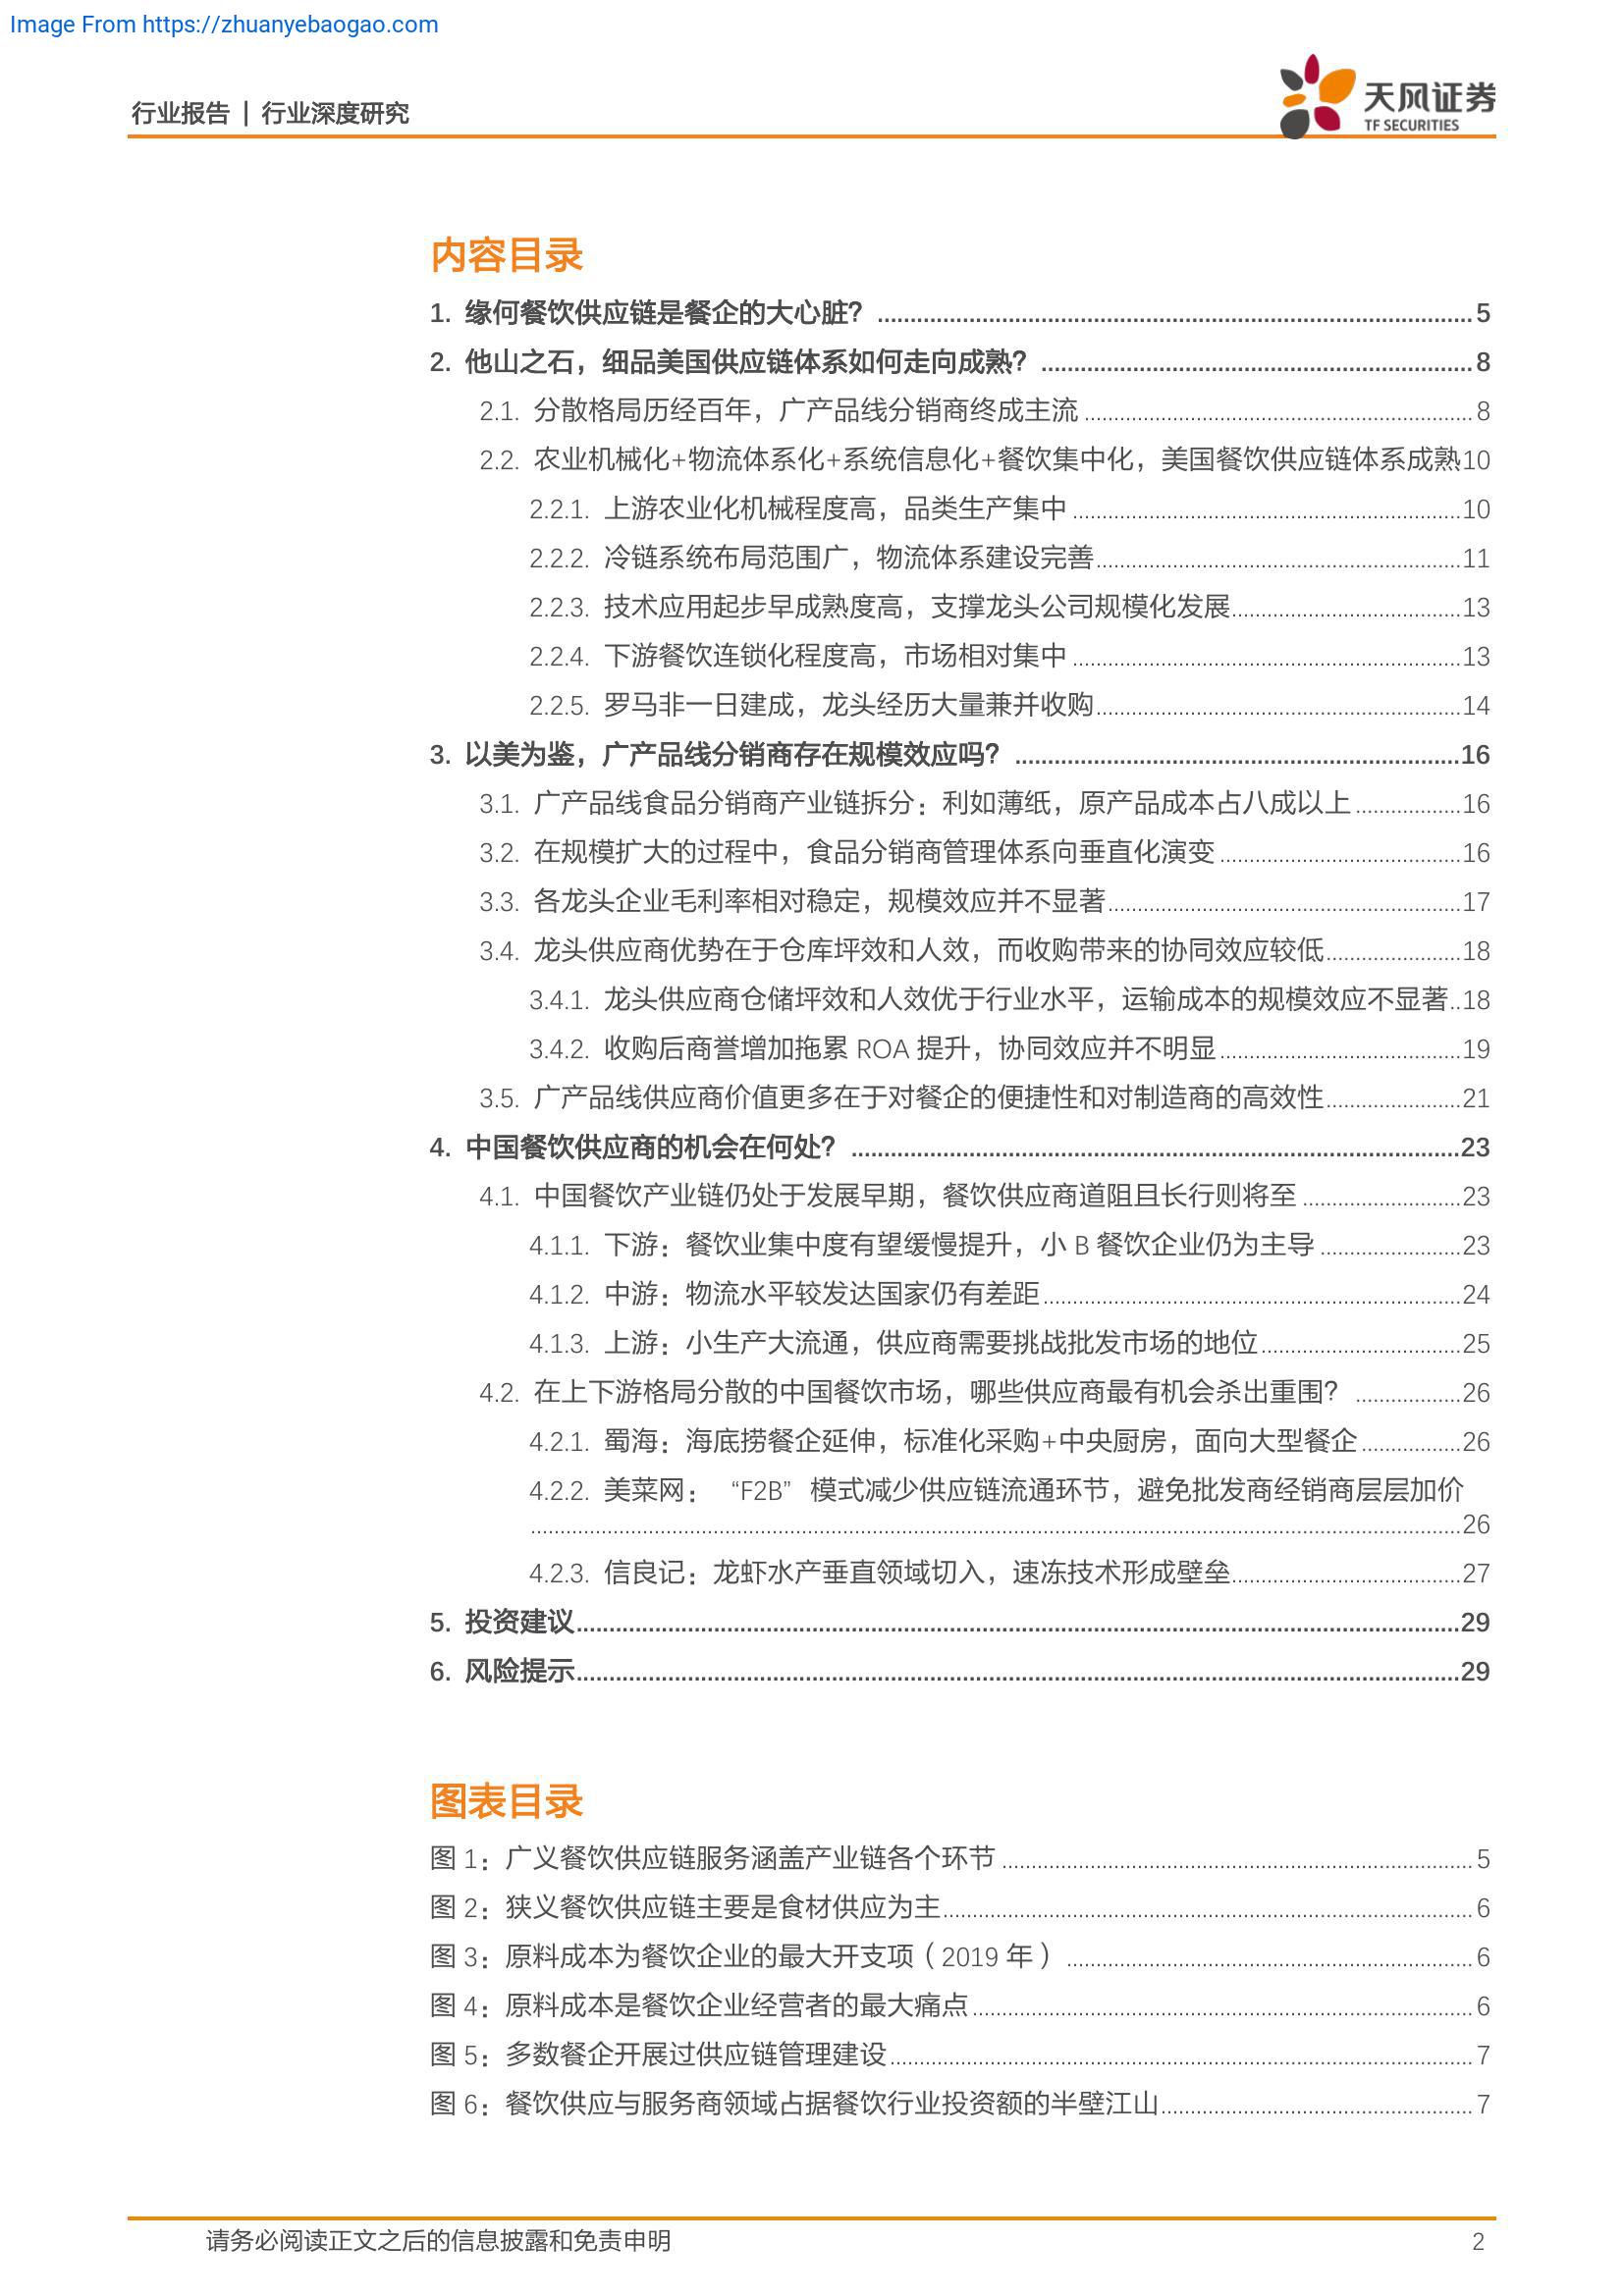 Image From https://zhuanyebaogao.com
行业报告 | 行业深度研究
天风证券
TF SECURITIES
内容目录
1. 缘何餐饮供应链是餐企的大心脏? ........ 5
2. 他山之石，细品美国供应链体系如何走向成熟? ........ 8
2.1. 分散格局历经百年，广产品线分销商终成主流 ........ 8
2.2. 农业机械化+物流体系化+系统信息化+餐饮集中化，美国餐饮供应链体系成熟10
2.2.1. 上游农业化机械程度高，品类生产集中 ........ 10
2.2.2. 冷链系统布局范围广，物流体系建设完善 ........ 11
2.2.3. 技术应用起步早成熟度高，支撑龙头公司规模化发展 ........ 13
2.2.4. 下游餐饮连锁化程度高，市场相对集中 ........ 13
2.2.5. 罗马非一日建成，龙头经历大量兼并收购 ........ 14
3. 以美为鉴，广产品线分销商存在规模效应吗? ........ 16
3.1. 广产品线食品分销商产业链拆分：利如薄纸，原产品成本占八成以上 ........ 16
3.2. 在规模扩大的过程中，食品分销商管理体系向垂直化演变 ........ 16
3.3. 各龙头企业毛利率相对稳定，规模效应并不显著 ........ 17
3.4. 龙头供应商优势在于仓库坪效和人效，而收购带来的协同效应较低 ........ 18
3.4.1. 龙头供应商仓储坪效和人效优于行业水平，运输成本的规模效应不显著..18
3.4.2. 收购后商誉增加拖累 ROA 提升，协同效应并不明显 ........ 19
3.5. 广产品线供应商价值更多在于对餐企的便捷性和对制造商的高效性 ........ 21
4. 中国餐饮供应商的机会在何处? ........ 23
4.1. 中国餐饮产业链仍处于发展早期，餐饮供应商道阻且长行则将至 ........ 23
4.1.1. 下游：餐饮业集中度有望缓慢提升，小 B 餐饮企业仍为主导 ........ 23
4.1.2. 中游：物流水平较发达国家仍有差距 ........ 24
4.1.3. 上游：小生产大流通，供应商需要挑战批发市场的地位 ........ 25
4.2. 在上下游格局分散的中国餐饮市场，哪些供应商最有机会杀出重围? ........ 26
4.2.1. 蜀海：海底捞餐企延伸，标准化采购+中央厨房，面向大型餐企 ........ 26
4.2.2. 美菜网： “F2B” 模式减少供应链流通环节，避免批发商经销商层层加价
........ 26
4.2.3. 信良记：龙虾水产垂直领域切入，速冻技术形成壁垒 ........ 27
5. 投资建议 ........ 29
6. 风险提示 ........ 29
图表目录
图 1：广义餐饮供应链服务涵盖产业链各个环节 ........ 5
图 2：狭义餐饮供应链主要是食材供应为主 ........ 6
图 3：原料成本为餐饮企业的最大开支项（2019 年） ........ 6
图 4：原料成本是餐饮企业经营者的最大痛点 ........ 6
图 5：多数餐企开展过供应链管理建设 ........ 7
图 6：餐饮供应与服务商领域占据餐饮行业投资额的半壁江山 ........ 7
请务必阅读正文之后的信息披露和免责申明 2